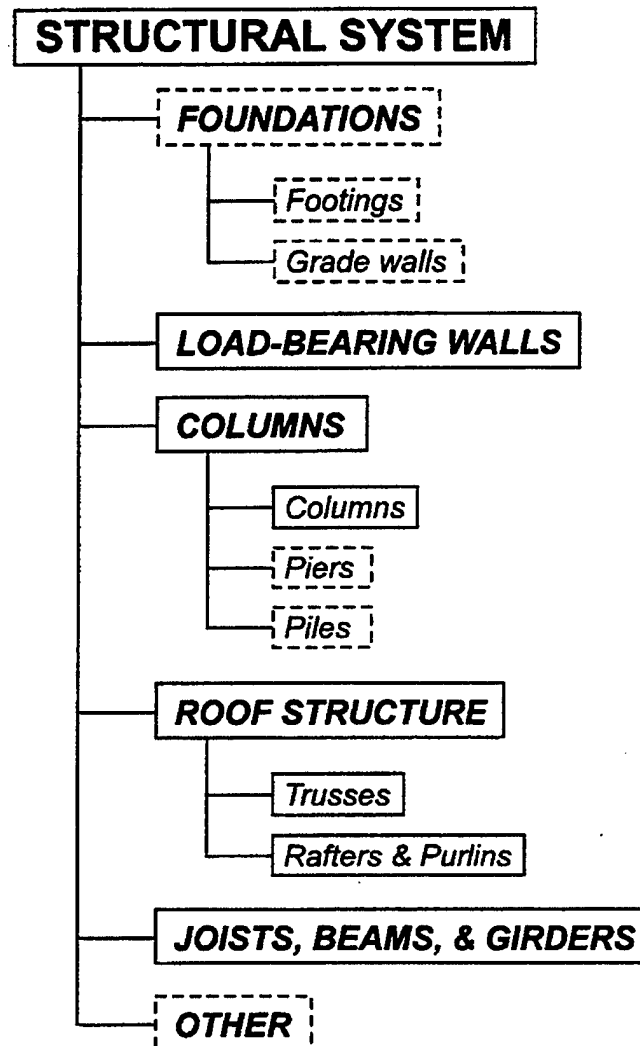 STRUCTURAL SYSTEM
FOUNDATIONS
Footings
Grade walls
LOAD-BEARING WALLS
COLUMNS
Columns
Piers
Piles
ROOF STRUCTURE
Trusses
Rafters & Purlins
JOISTS, BEAMS, & GIRDERS
OTHER